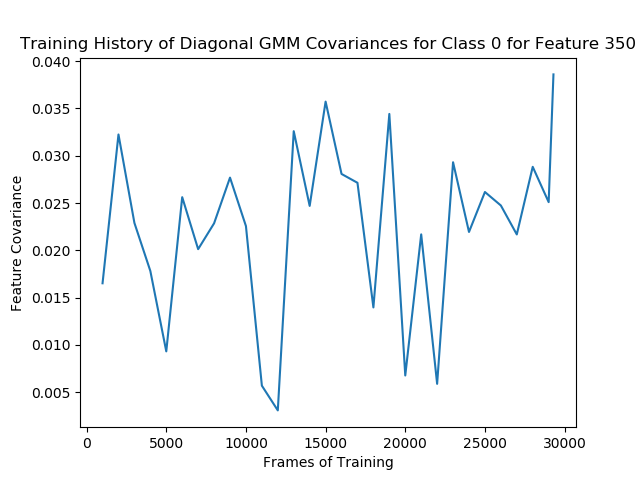 Training History of Diagonal GMM Covariances for Class 0 for Feature 350
0.040
0.035
0.030
0.025
0.020
0.015
0.010
0.005
Feature Covariance
0 5000 10000 15000 20000 25000 30000
Frames of Training